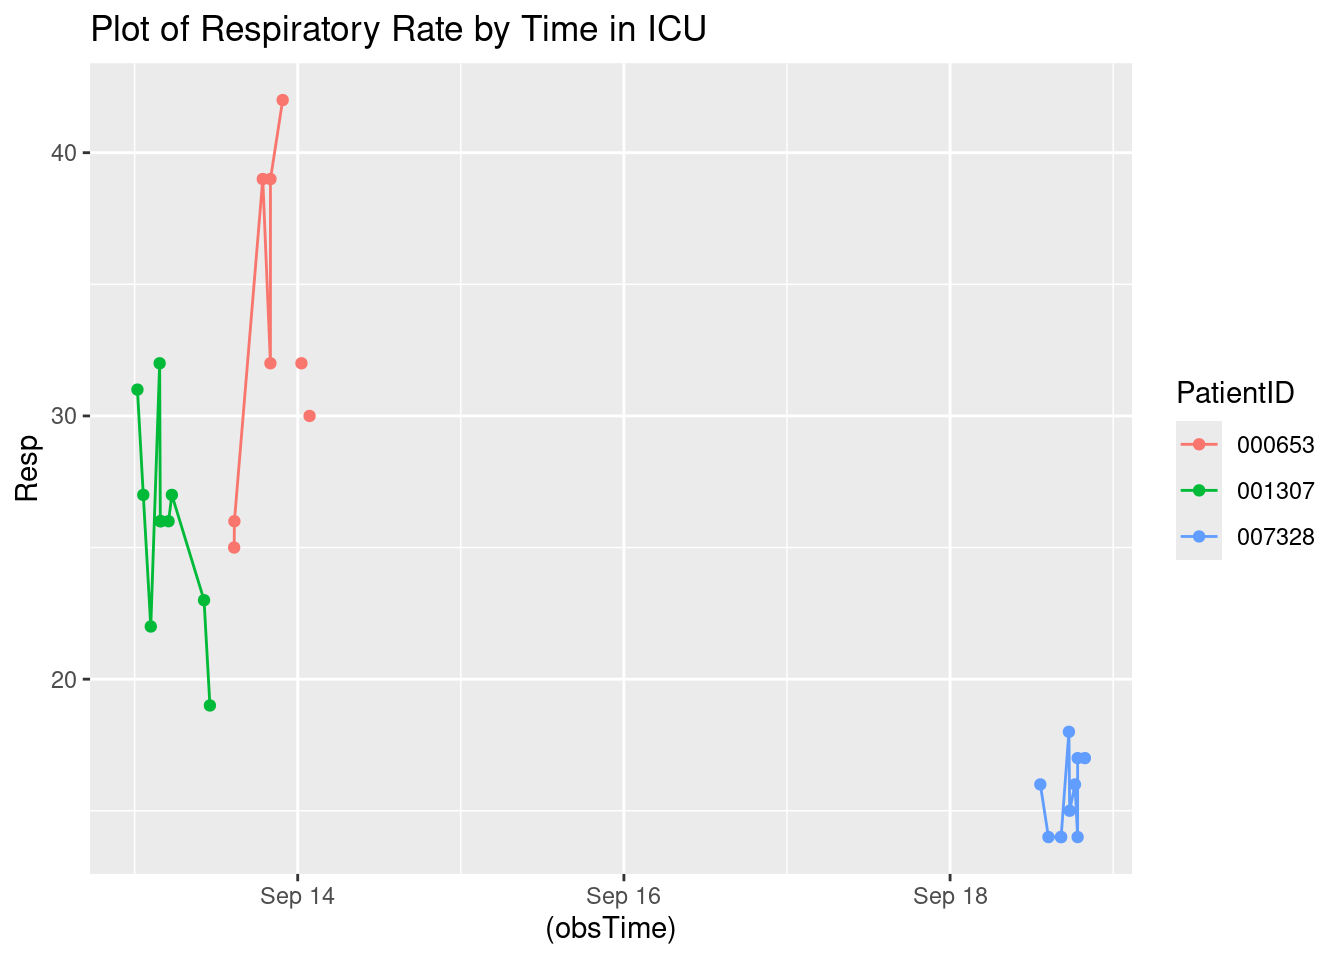 Plot of Respiratory Rate by Time in ICU
40
30
20
Resp
Sep 14
Sep 16
Sep 18
(obsTime)
PatientID
000653
001307
007328